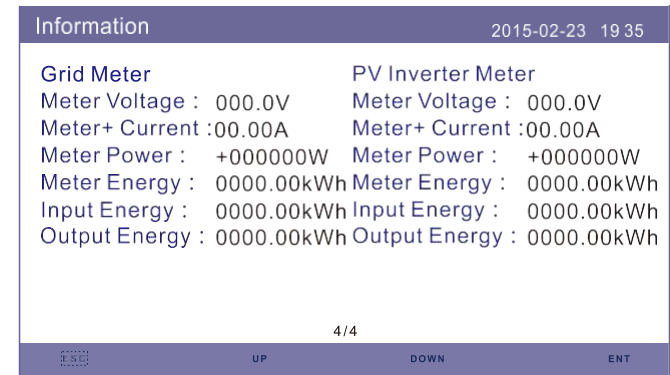 Information 2015-02-23 19 35
Grid Meter PV Inverter Meter
Meter Voltage : 000.0V Meter Voltage : 000.0V
Meter+ Current :00.00A Meter+ Current :00.00A
Meter Power : +000000W Meter Power : +000000W
Meter Energy : 0000.00kWh Meter Energy : 0000.00kWh
Input Energy : 0000.00kWh Input Energy : 0000.00kWh
Output Energy : 0000.00kWh Output Energy : 0000.00kWh
4/4
ESC UP DOWN ENT